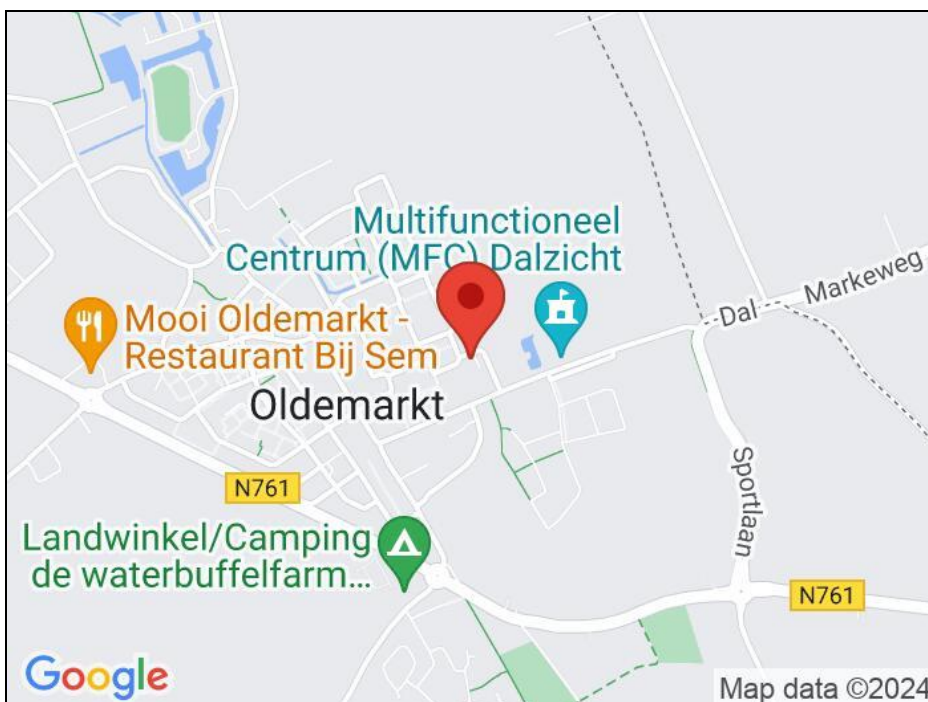 Multifunctioneel
Centrum (MFC) Dalzicht
Dal
Markeweg
Mooi Oldemarkt -
Restaurant Bij Sem
Oldemarkt
N761
Sportlaan
Landwinkel/Camping
de waterbuffelfarm...
N761
Google
Map data ©2024